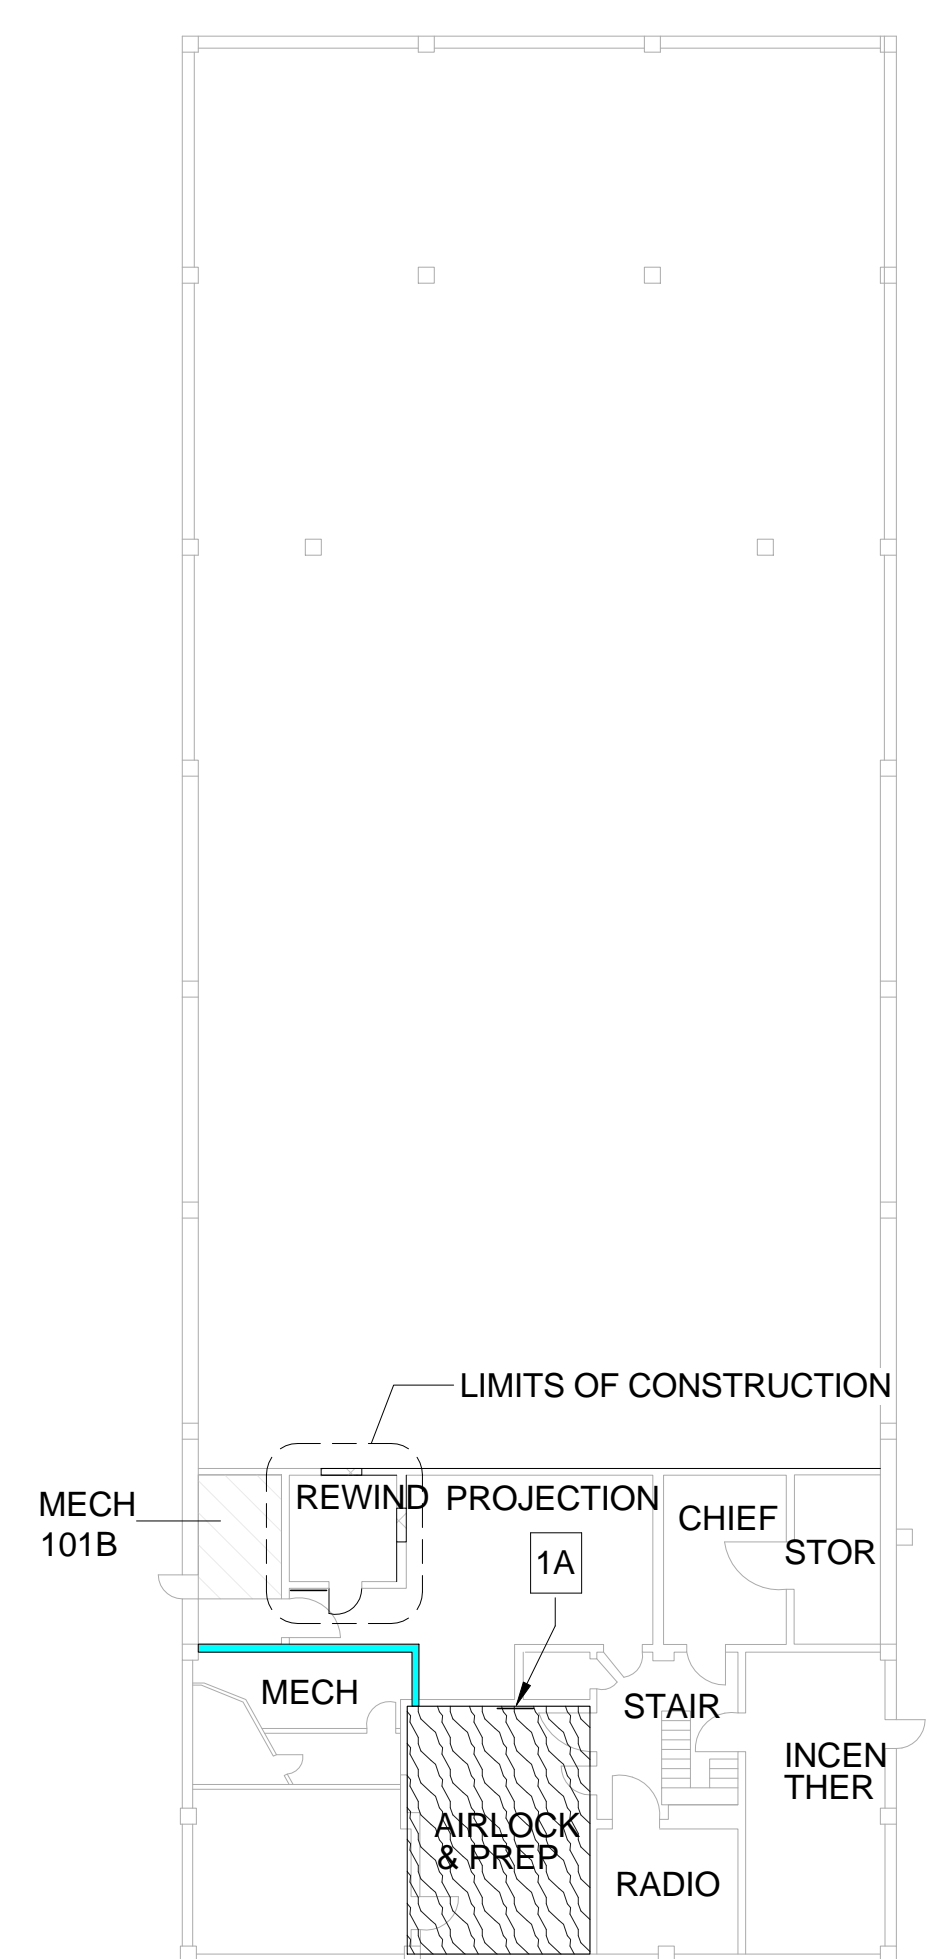 LIMITS OF CONSTRUCTION
MECH
101B
REWIND
PROJECTION
CHIEF
STOR
1A
MECH
STAIR
INCEN
THER
AIRLOCK
& PREP
RADIO